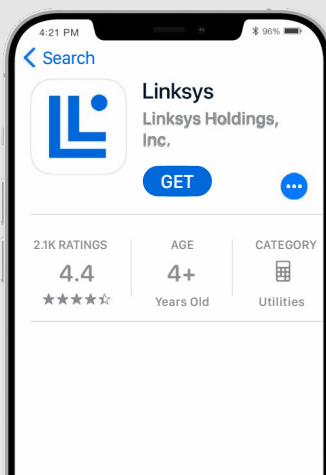 4:21 PM
96%
Search
Linksys
Linksys Holdings,
Inc.
GET
2.1K RATINGS
AGE
CATEGORY
4.4
4+
Years Old
Utilities